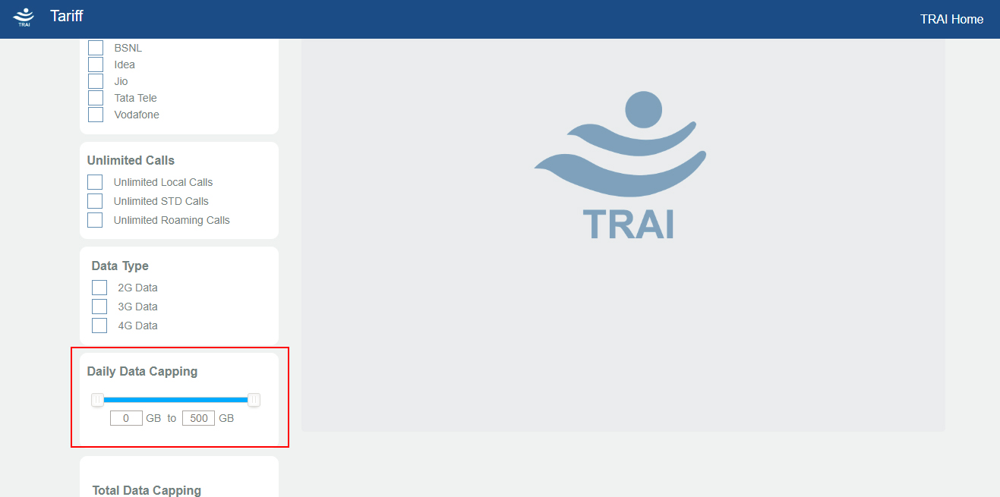 TRAI
Tariff
TRAI Home
BSNL
Idea
Jio
Tata Tele
Vodafone
Unlimited Calls
Unlimited Local Calls
Unlimited STD Calls
Unlimited Roaming Calls
Data Type
2G Data
3G Data
4G Data
Daily Data Capping
0 GB to 500 GB
Total Data Capping
TRAI